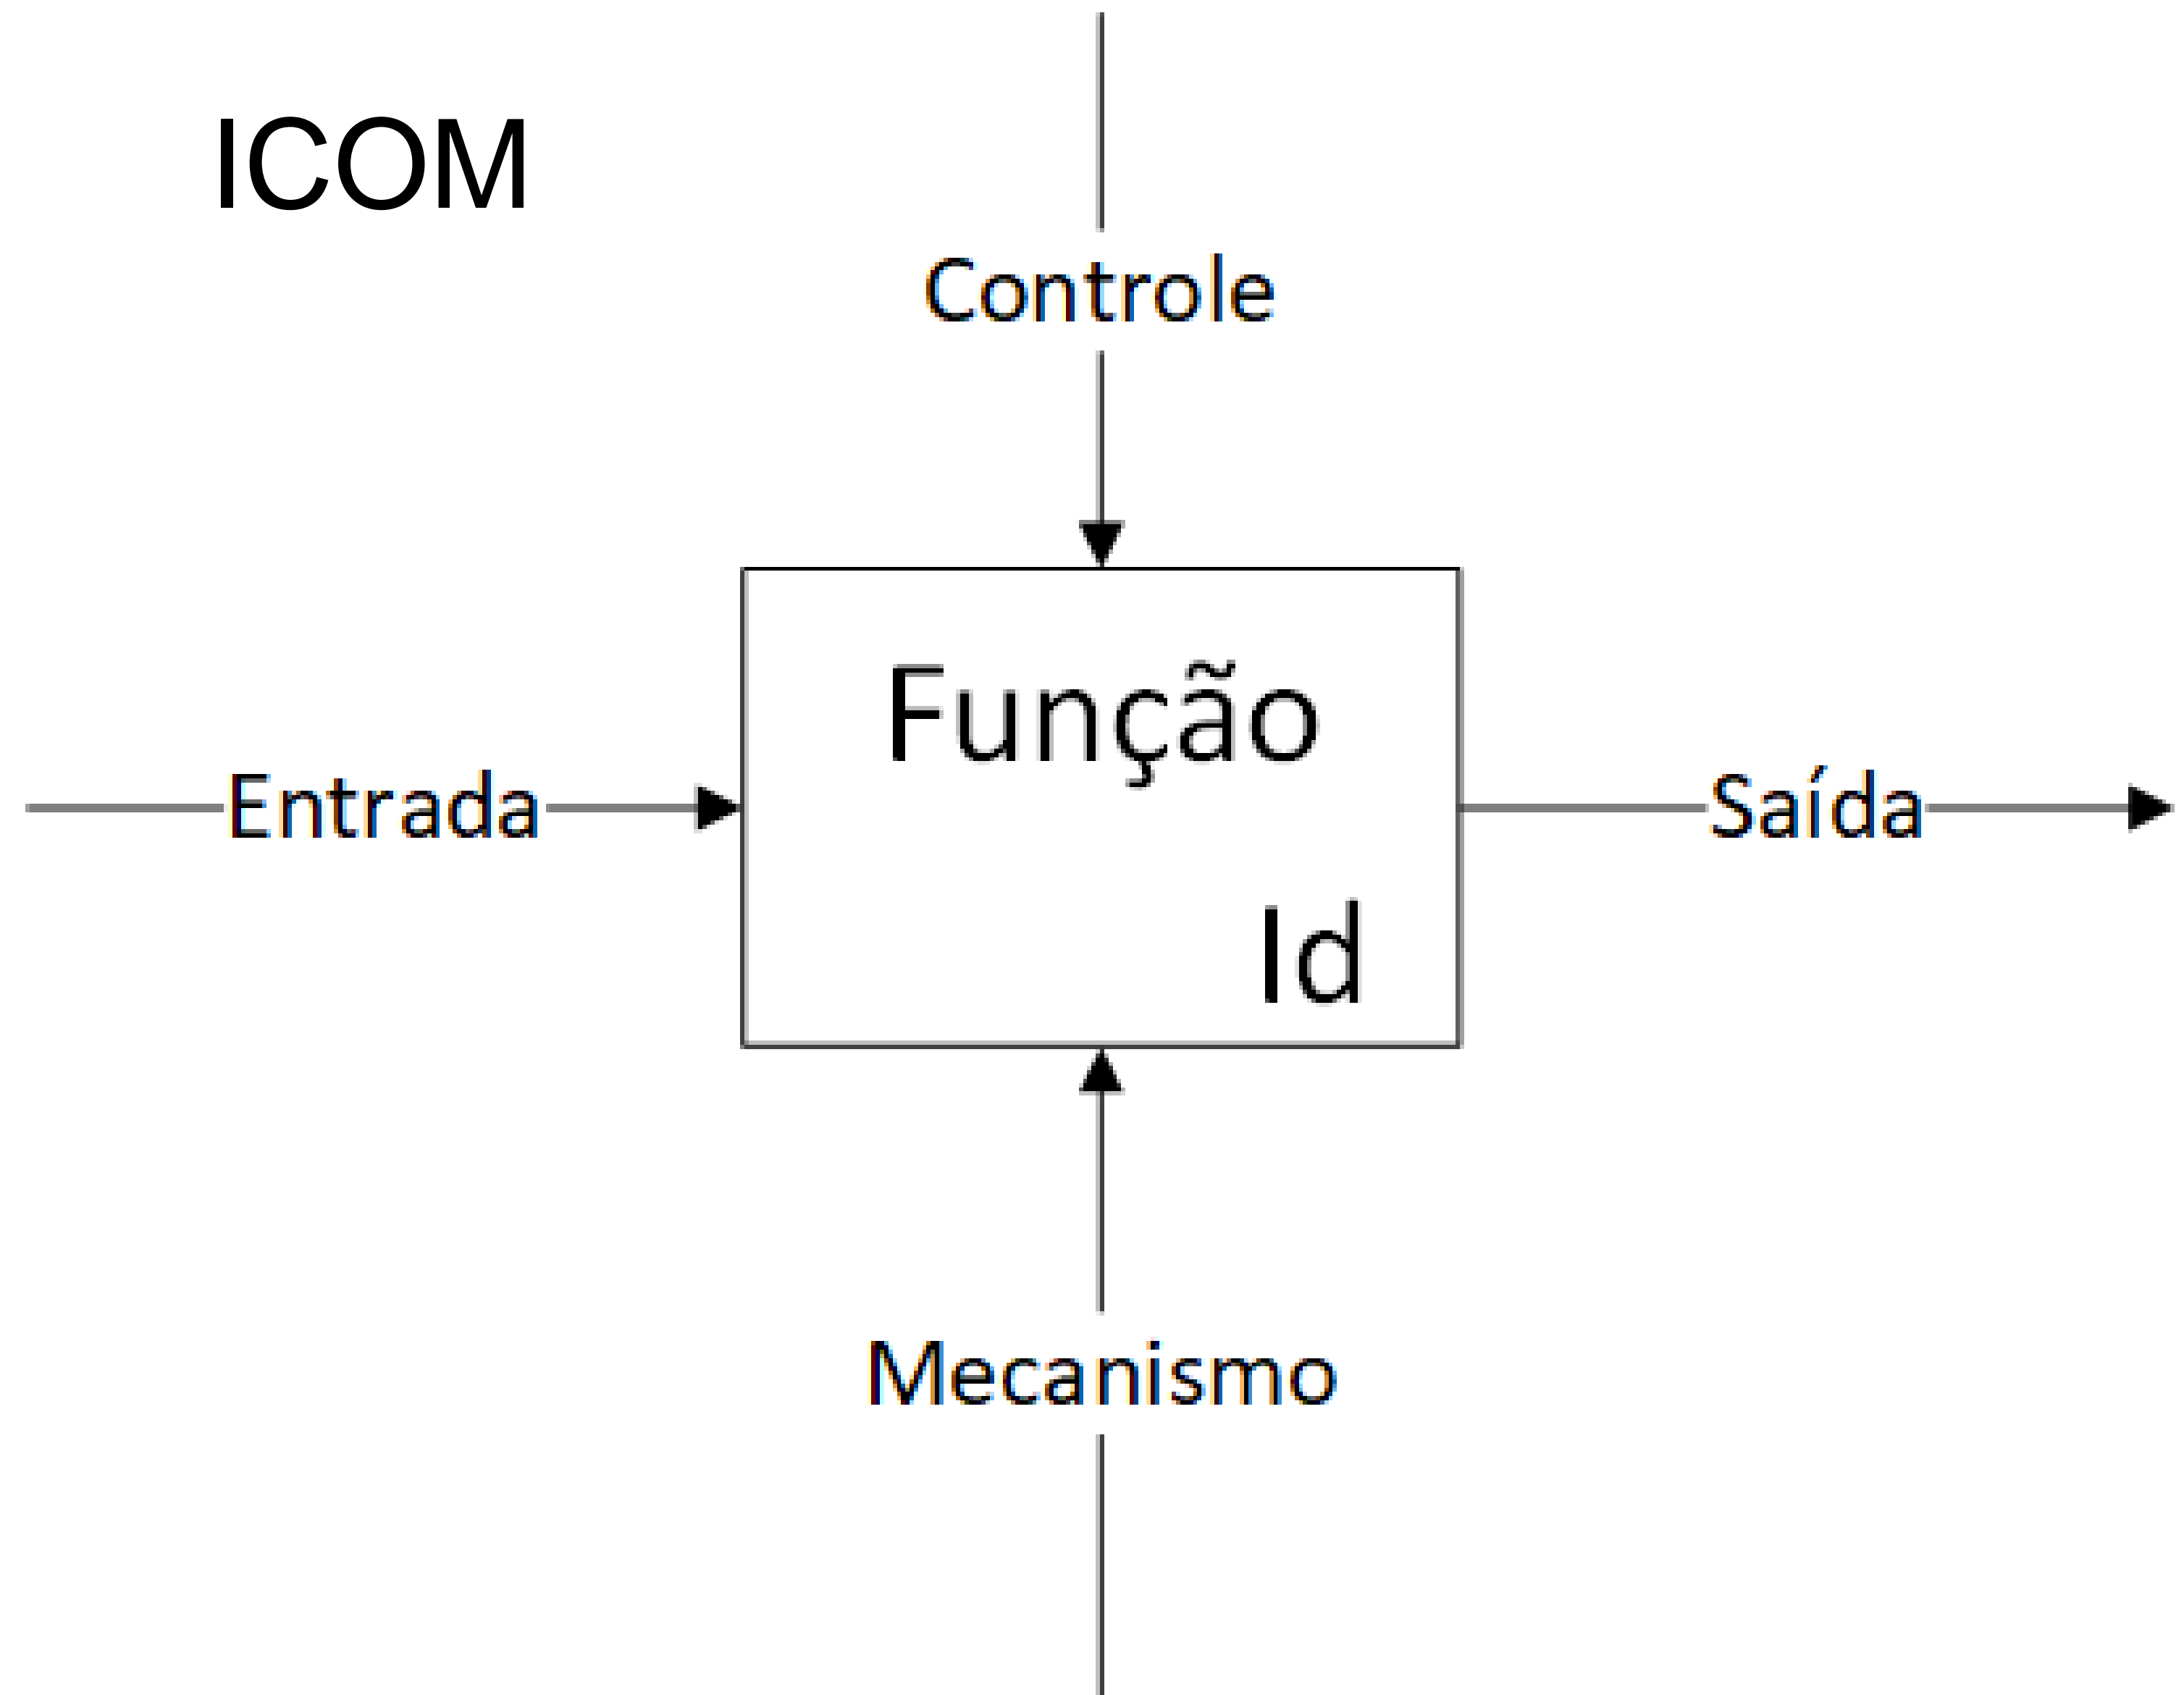 ICOM
Controle
Função
Entrada
Saída
Id
Mecanismo